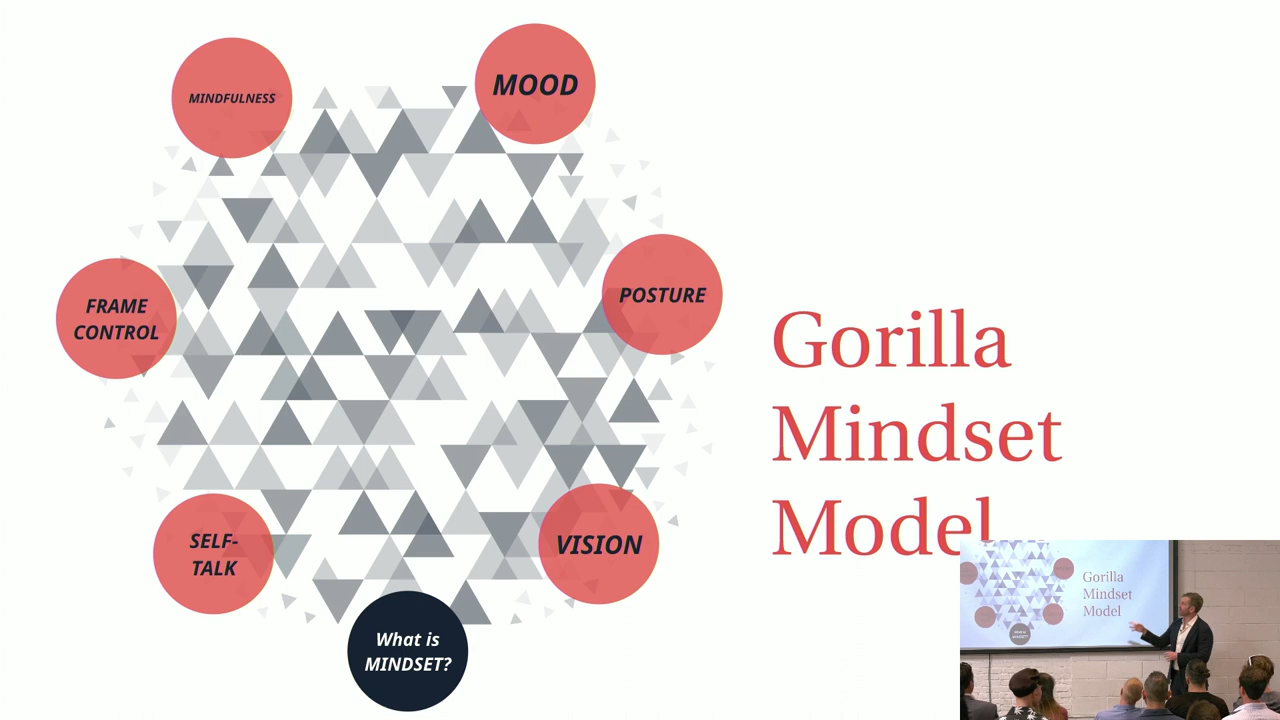 MINDFULNESS
MOOD
FRAME
CONTROL
POSTURE
SELF-
TALK
VISION
What is
MINDSET?
Gorilla
Mindset
Model
Gorilla
Mindset
Model